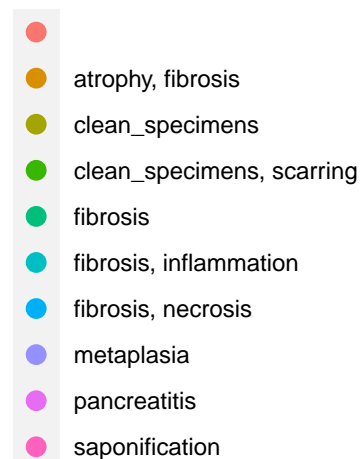 atrophy, fibrosis
clean_specimens
clean_specimens, scarring
fibrosis
fibrosis, inflammation
fibrosis, necrosis
metaplasia
pancreatitis
saponification